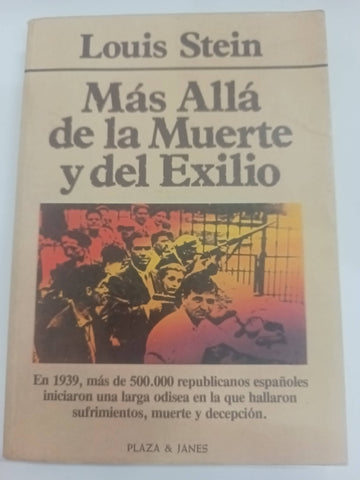 Louis Stein
Más Allá
de la Muerte
y del Exilio
En 1939, más de 500.000 republicanos españoles
iniciaron una larga odisea en la que hallaron
sufrimientos, muerte y decepción.
PLAZA & JANES